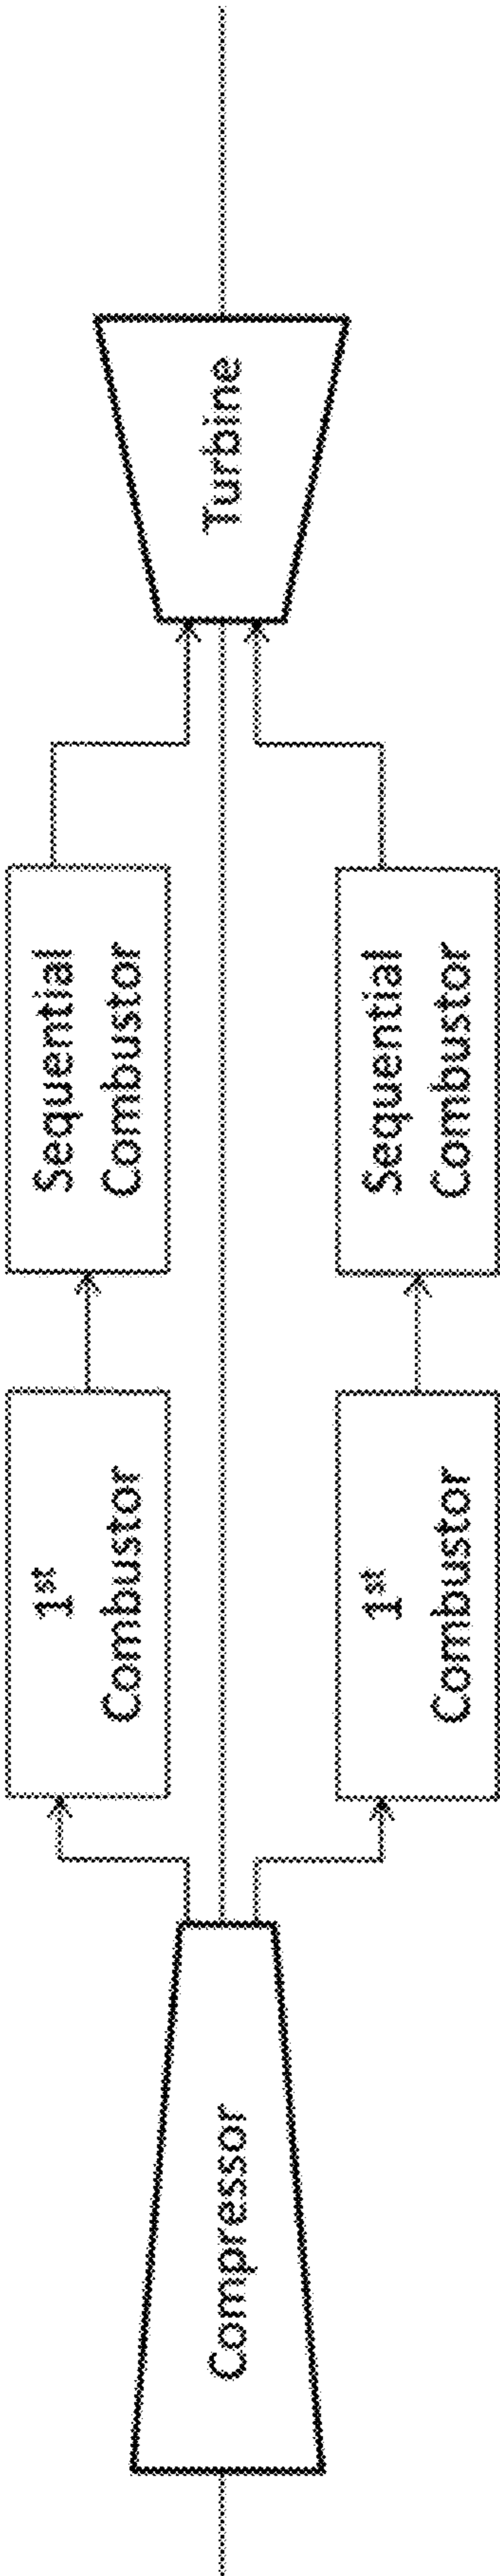 1st
Combustor
Sequential
Combustor
Compressor
Turbine
1st
Combustor
Sequential
Combustor